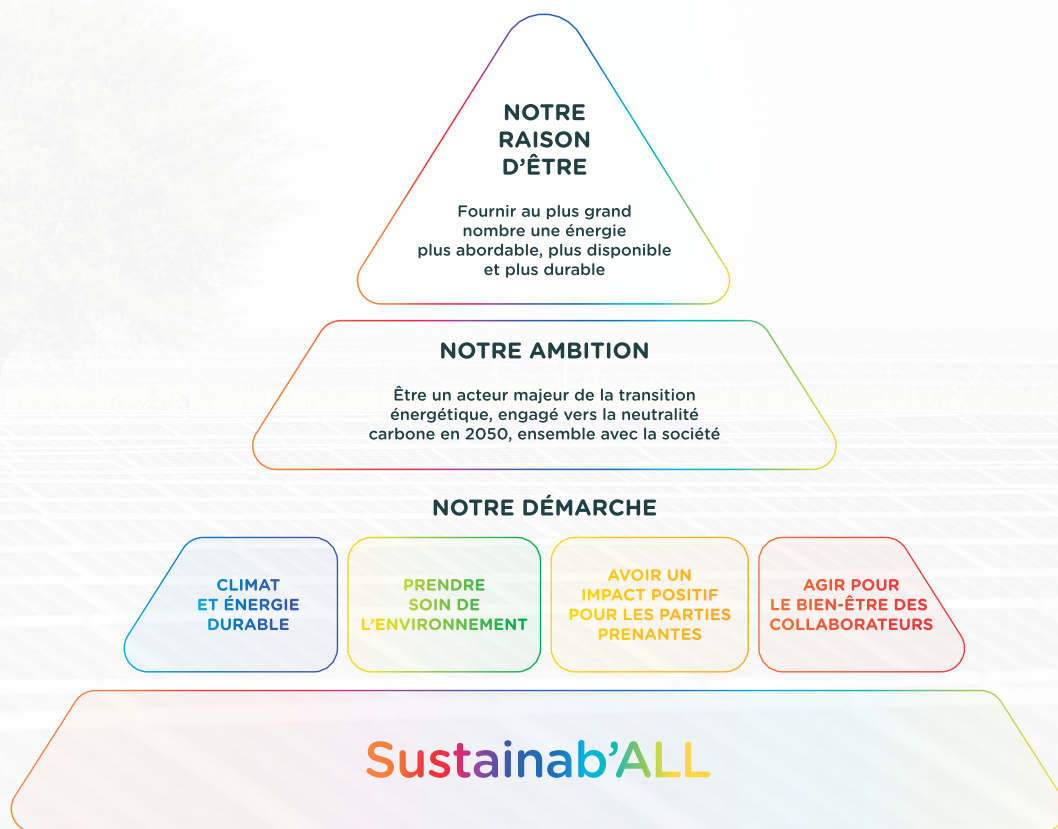 NOTRE
RAISON
D'ÊTRE
Fournir au plus grand
nombre une énergie
plus abordable, plus disponible
et plus durable
NOTRE AMBITION
Être un acteur majeur de la transition
énergétique, engagé vers la neutralité
carbone en 2050, ensemble avec la société
NOTRE DÉMARCHE
CLIMAT
ET ÉNERGIE
DURABLE
PRENDRE
SOIN DE
L'ENVIRONNEMENT
AVOIR UN
IMPACT POSITIF
POUR LES PARTIES
PRENANTES
AGIR POUR
LE BIEN-ÊTRE DES
COLLABORATEURS
Sustainab'ALL